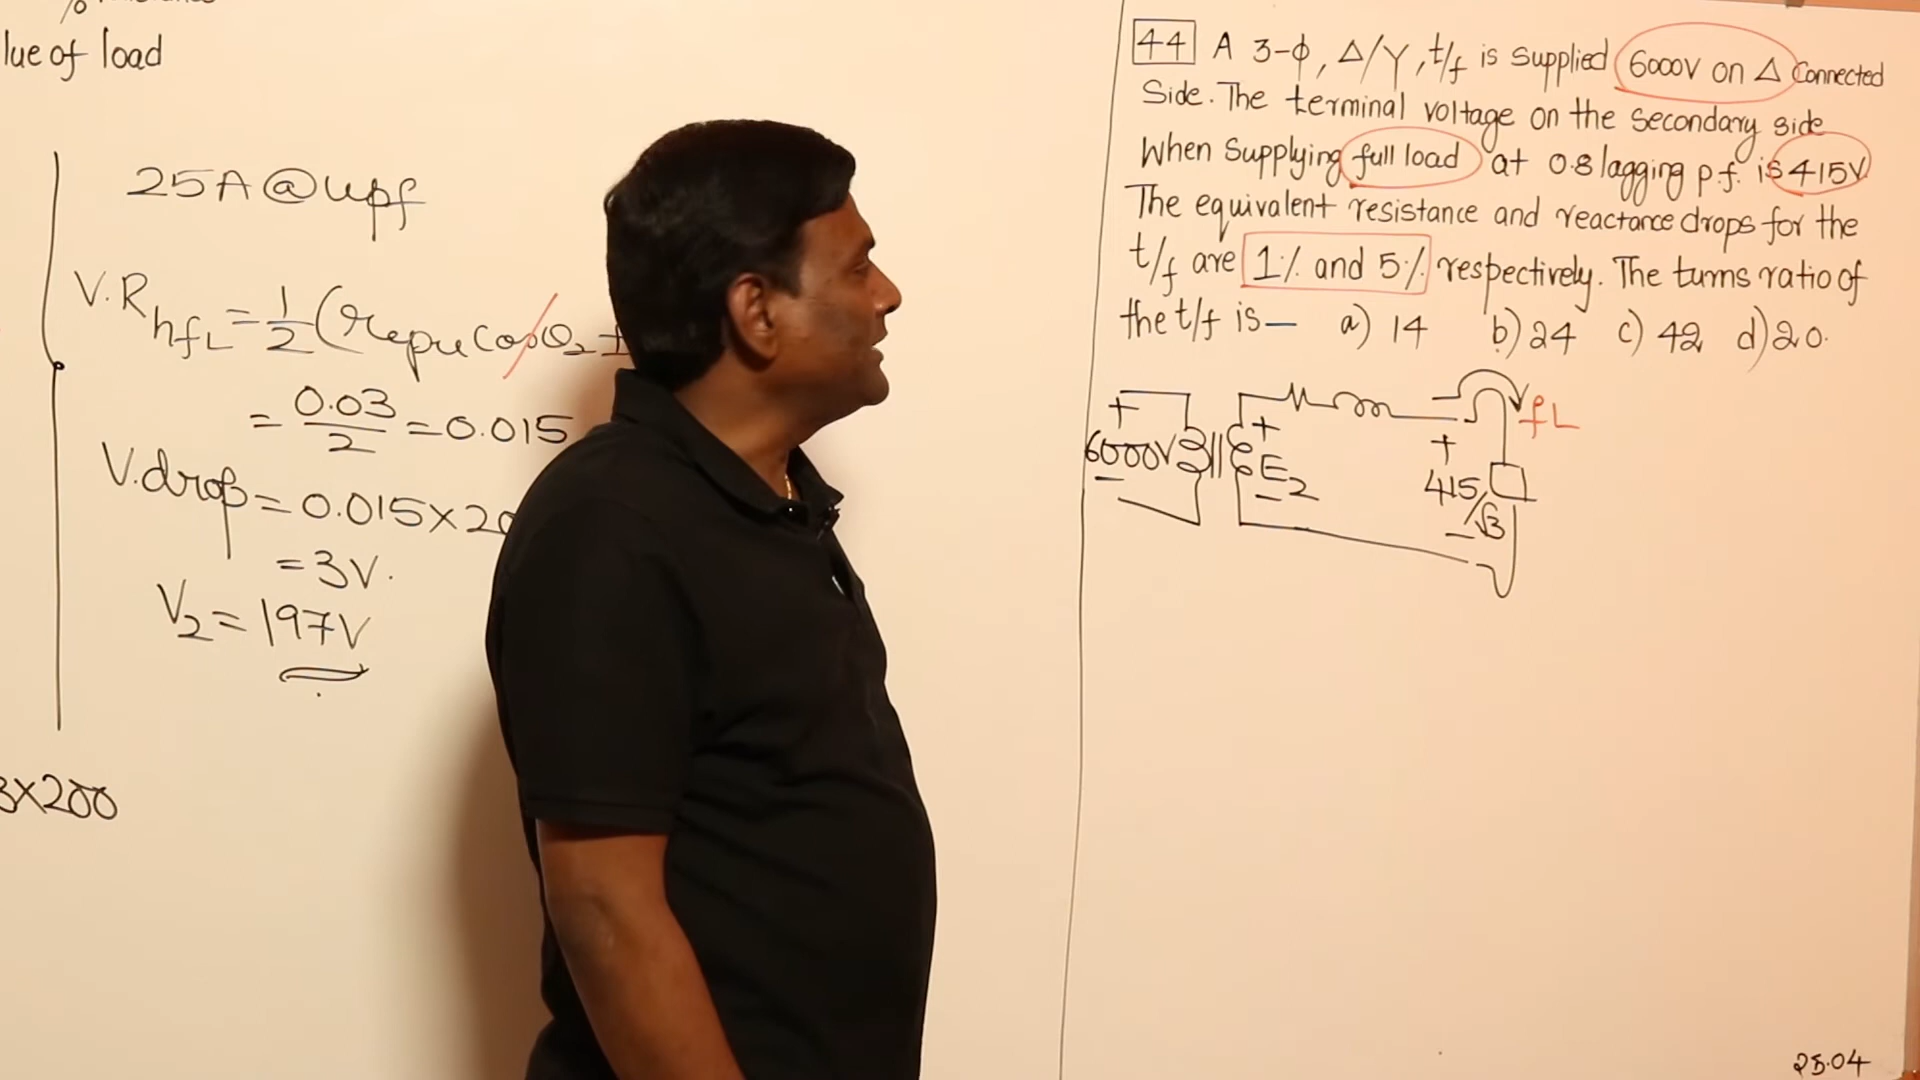 lue of load
25A @ upf
V.R hfL = 1/2 (repu cosθ2 ±
= 0.03/2 = 0.015
V.drop = 0.015 × 20
= 3V.
V2 = 197V
3×200
44 A 3-ϕ, Δ/Y, t/f is supplied 6000V on Δ Connected
Side. The terminal voltage on the secondary side
When supplying full load at 0.8 lagging p.f. is 415V.
The equivalent resistance and reactance drops for the
t/f are 1% and 5% respectively. The turns ratio of
the t/f is — a) 14 b) 24 c) 42 d) 20.
+ 6000V −
+ E2 −
+ 415/√3 −
fL
25.04